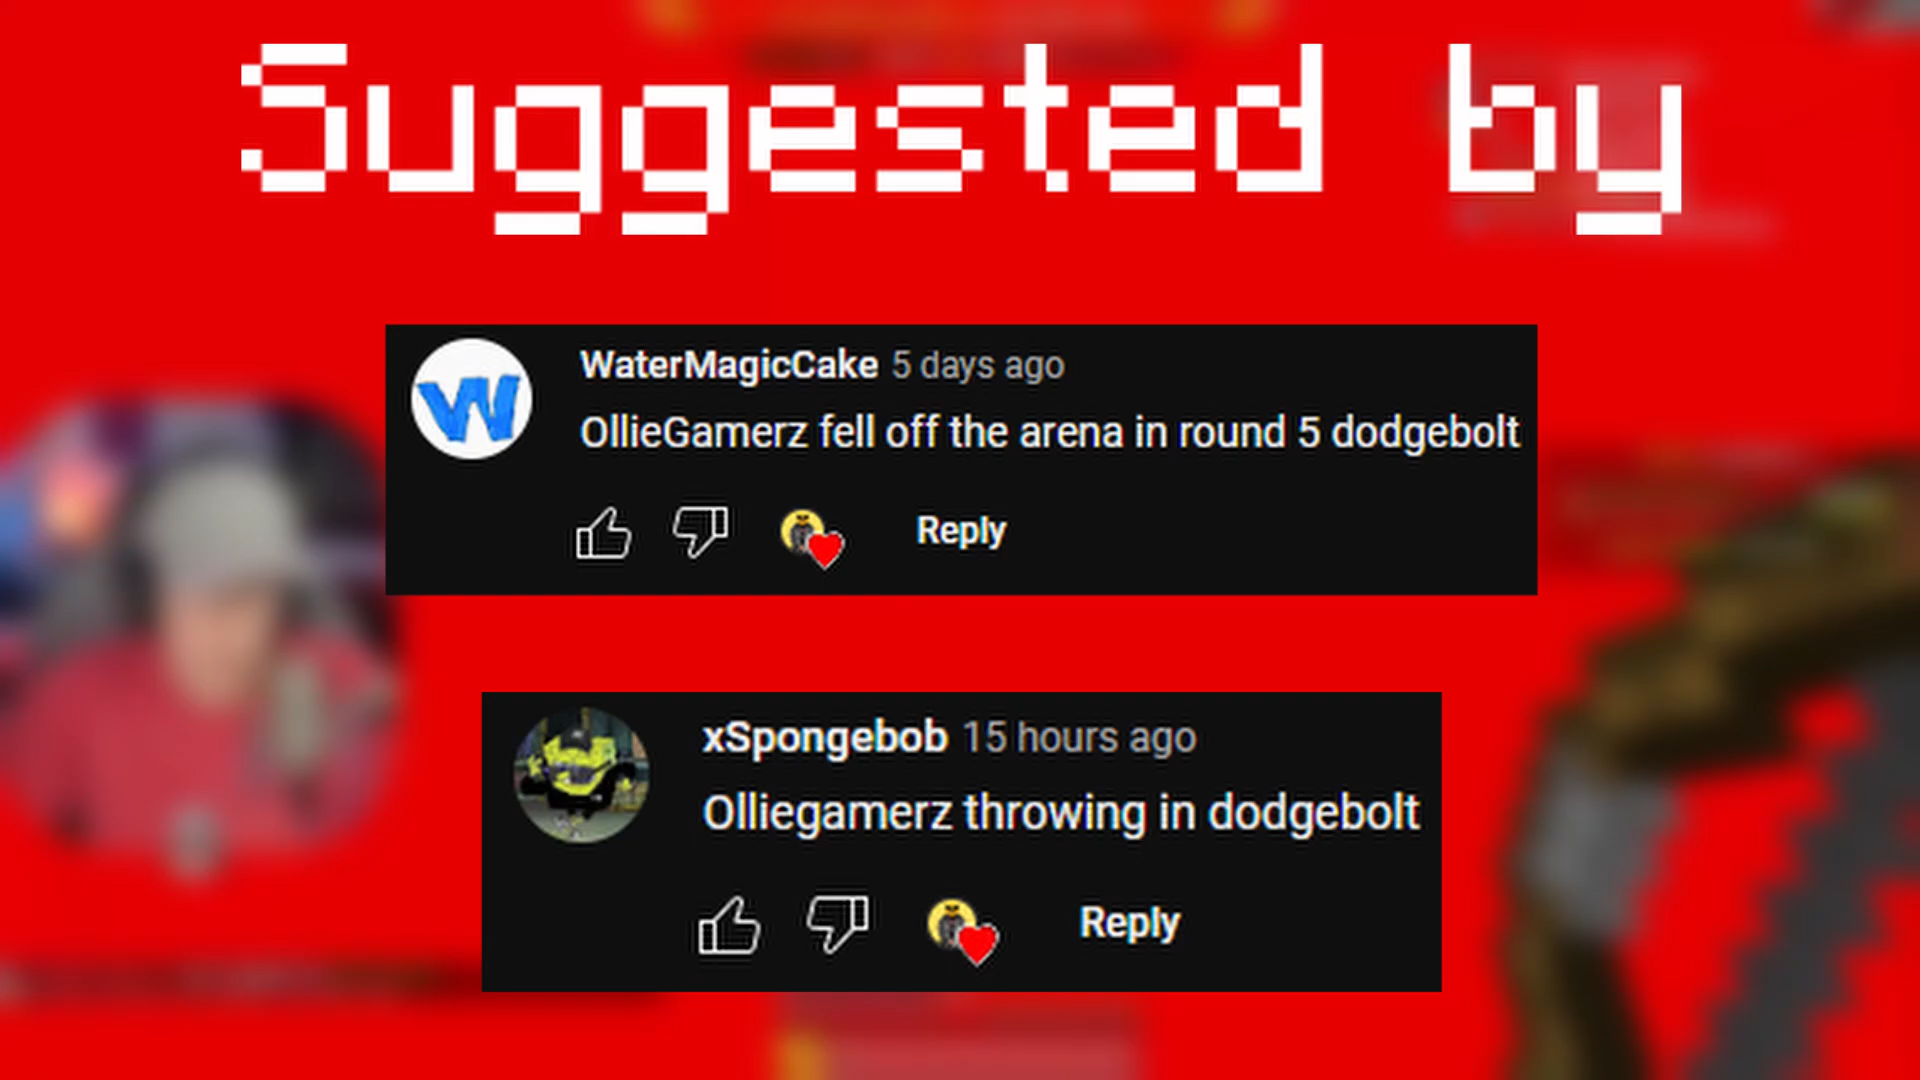 Suggested by
W
WaterMagicCake 5 days ago
OllieGamerz fell off the arena in round 5 dodgebolt
Reply
xSpongebob 15 hours ago
Olliegamerz throwing in dodgebolt
Reply